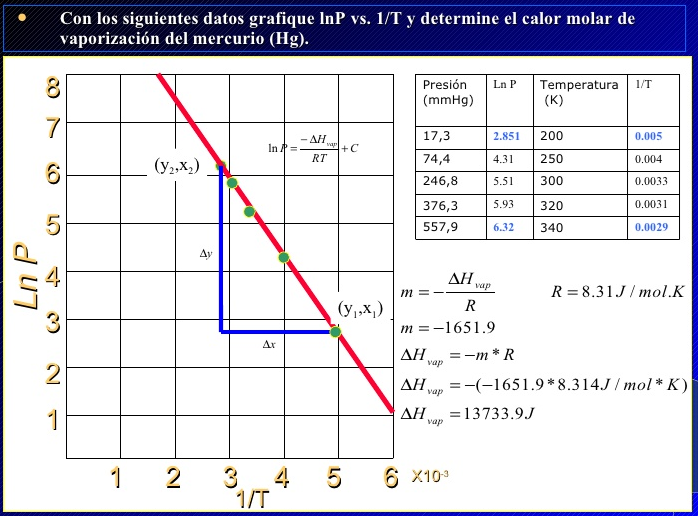 Con los siguientes datos grafique lnP vs. 1/T y determine el calor molar de
vaporización del mercurio (Hg).
8
7
6
5
4
3
2
1
Ln P
(y₂,x₂)
ln P = −ΔHvap / RT + C
Δy
(y₁,x₁)
Δx
1 2 3 4 5 6 X10⁻³
1/T
Presión (mmHg) Ln P Temperatura (K) 1/T
17,3 2.851 200 0.005
74,4 4.31 250 0.004
246,8 5.51 300 0.0033
376,3 5.93 320 0.0031
557,9 6.32 340 0.0029
m = − ΔHvap / R R = 8.31J / mol.K
m = −1651.9
ΔHvap = −m * R
ΔHvap = −(−1651.9 * 8.314J / mol * K)
ΔHvap = 13733.9J